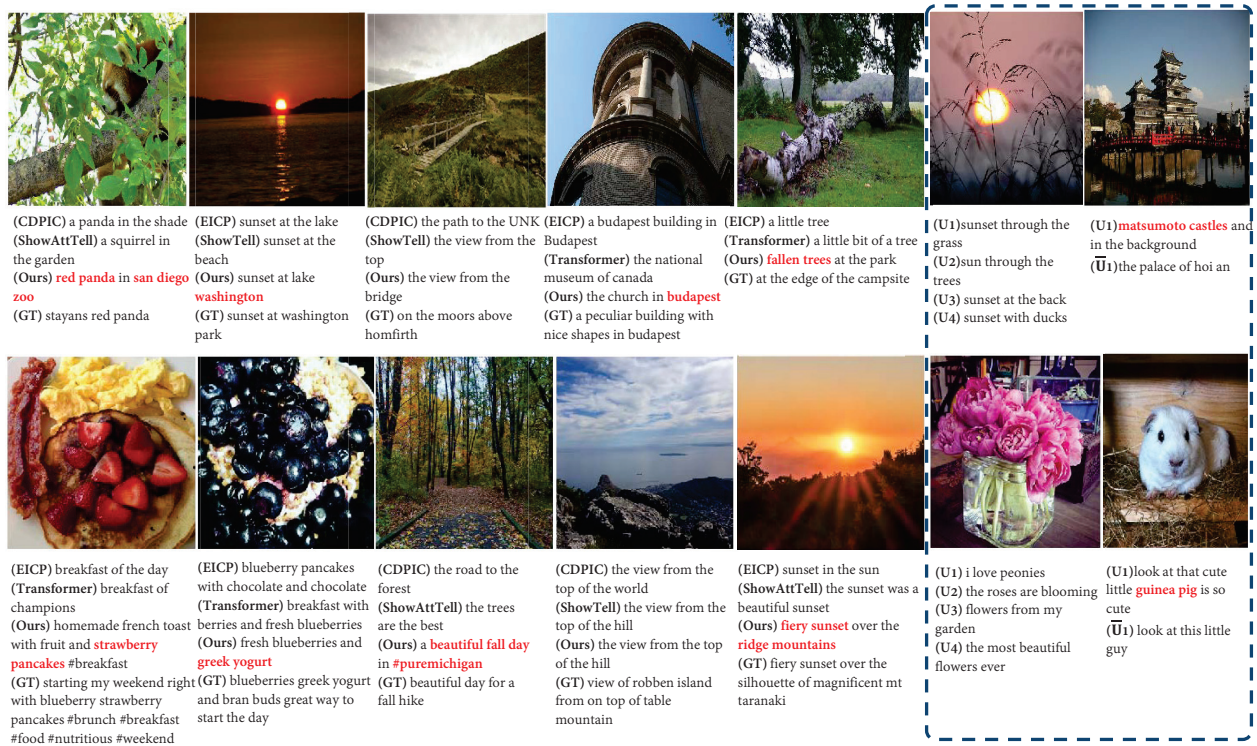 (CDPIC) a panda in the shade
(ShowAttTell) a squirrel in
the garden
(Ours) red panda in san diego
zoo
(GT) stayans red panda
(EICP) sunset at the lake
(ShowTell) sunset at the
beach
(Ours) sunset at lake
washington
(GT) sunset at washington
park
(CDPIC) the path to the UNK
(ShowTell) the view from the
top
(Ours) the view from the
bridge
(GT) on the moors above
homfirth
(EICP) a budapest building in
Budapest
(Transformer) the national
museum of canada
(Ours) the church in budapest
(GT) a peculiar building with
nice shapes in budapest
(EICP) a little tree
(Transformer) a little bit of a tree
(Ours) fallen trees at the park
(GT) at the edge of the campsite
(U1)sunset through the
grass
(U2)sun through the
trees
(U3) sunset at the back
(U4) sunset with ducks
(U1)matsumoto castles and
in the background
(U̅1)the palace of hoi an
(EICP) breakfast of the day
(Transformer) breakfast of
champions
(Ours) homemade french toast
with fruit and strawberry
pancakes #breakfast
(GT) starting my weekend right
with blueberry strawberry
pancakes #brunch #breakfast
#food #nutritious #weekend
(EICP) blueberry pancakes
with chocolate and chocolate
(Transformer) breakfast with
berries and fresh blueberries
(Ours) fresh blueberries and
greek yogurt
(GT) blueberries greek yogurt
and bran buds great way to
start the day
(CDPIC) the road to the
forest
(ShowAttTell) the trees
are the best
(Ours) a beautiful fall day
in #puremichigan
(GT) beautiful day for a
fall hike
(CDPIC) the view from the
top of the world
(ShowTell) the view from the
top of the hill
(Ours) the view from the top
of the hill
(GT) view of robben island
from on top of table
mountain
(EICP) sunset in the sun
(ShowAttTell) the sunset was a
beautiful sunset
(Ours) fiery sunset over the
ridge mountains
(GT) fiery sunset over the
silhouette of magnificent mt
taranaki
(U1) i love peonies
(U2) the roses are blooming
(U3) flowers from my
garden
(U4) the most beautiful
flowers ever
(U1)look at that cute
little guinea pig is so
cute
(U̅1) look at this little
guy